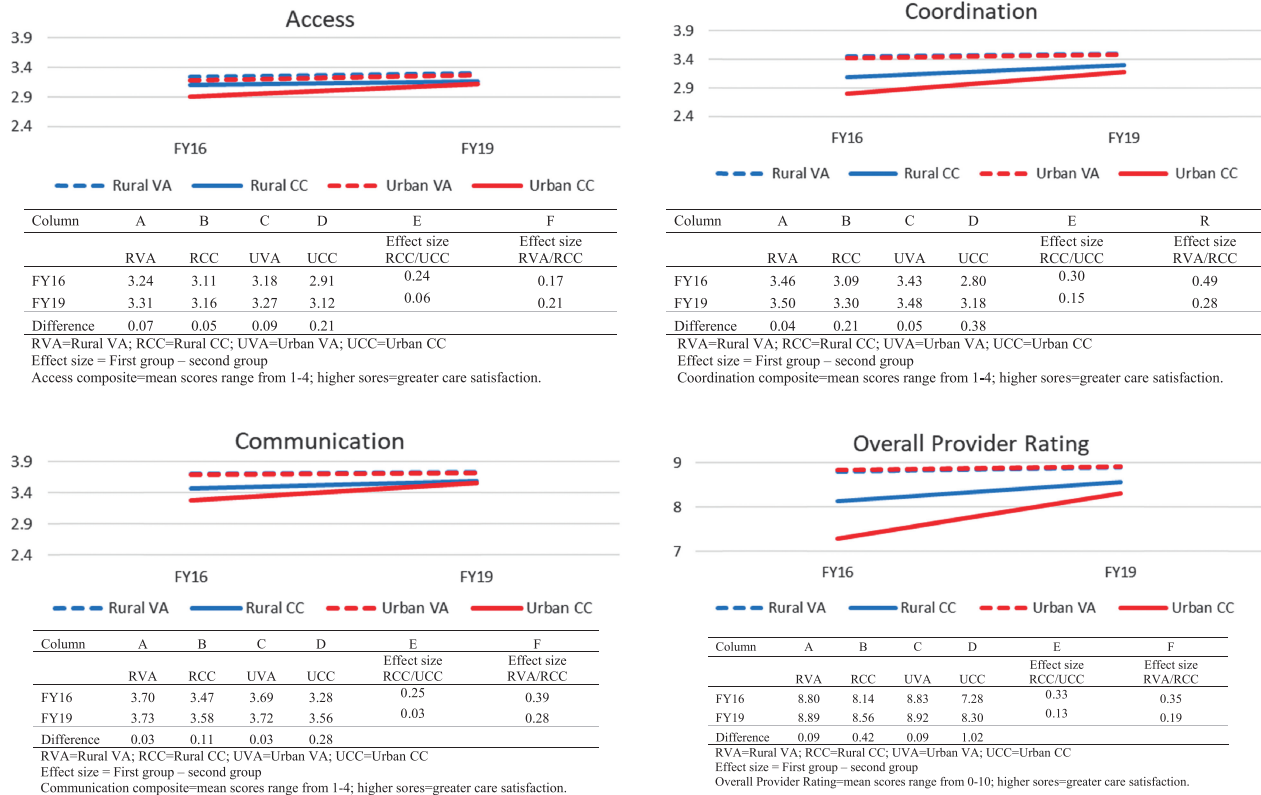 Access
3.9
3.4
2.9
2.4
FY16 FY19
Rural VA Rural CC Urban VA Urban CC
Column A B C D E F
RVA RCC UVA UCC Effect size RCC/UCC Effect size RVA/RCC
FY16 3.24 3.11 3.18 2.91 0.24 0.17
FY19 3.31 3.16 3.27 3.12 0.06 0.21
Difference 0.07 0.05 0.09 0.21
RVA=Rural VA; RCC=Rural CC; UVA=Urban VA; UCC=Urban CC
Effect size = First group – second group
Access composite=mean scores range from 1-4; higher sores=greater care satisfaction.
Coordination
3.9
3.4
2.9
2.4
FY16 FY19
Rural VA Rural CC Urban VA Urban CC
Column A B C D E R
RVA RCC UVA UCC Effect size RCC/UCC Effect size RVA/RCC
FY16 3.46 3.09 3.43 2.80 0.30 0.49
FY19 3.50 3.30 3.48 3.18 0.15 0.28
Difference 0.04 0.21 0.05 0.38
RVA=Rural VA; RCC=Rural CC; UVA=Urban VA; UCC=Urban CC
Effect size = First group – second group
Coordination composite=mean scores range from 1-4; higher sores=greater care satisfaction.
Communication
3.9
3.4
2.9
2.4
FY16 FY19
Rural VA Rural CC Urban VA Urban CC
Column A B C D E F
RVA RCC UVA UCC Effect size RCC/UCC Effect size RVA/RCC
FY16 3.70 3.47 3.69 3.28 0.25 0.39
FY19 3.73 3.58 3.72 3.56 0.03 0.28
Difference 0.03 0.11 0.03 0.28
RVA=Rural VA; RCC=Rural CC; UVA=Urban VA; UCC=Urban CC
Effect size = First group – second group
Communication composite=mean scores range from 1-4; higher sores=greater care satisfaction.
Overall Provider Rating
9
8
7
FY16 FY19
Rural VA Rural CC Urban VA Urban CC
Column A B C D E F
RVA RCC UVA UCC Effect size RCC/UCC Effect size RVA/RCC
FY16 8.80 8.14 8.83 7.28 0.33 0.35
FY19 8.89 8.56 8.92 8.30 0.13 0.19
Difference 0.09 0.42 0.09 1.02
RVA=Rural VA; RCC=Rural CC; UVA=Urban VA; UCC=Urban CC
Effect size = First group – second group
Overall Provider Rating=mean scores range from 0-10; higher sores=greater care satisfaction.